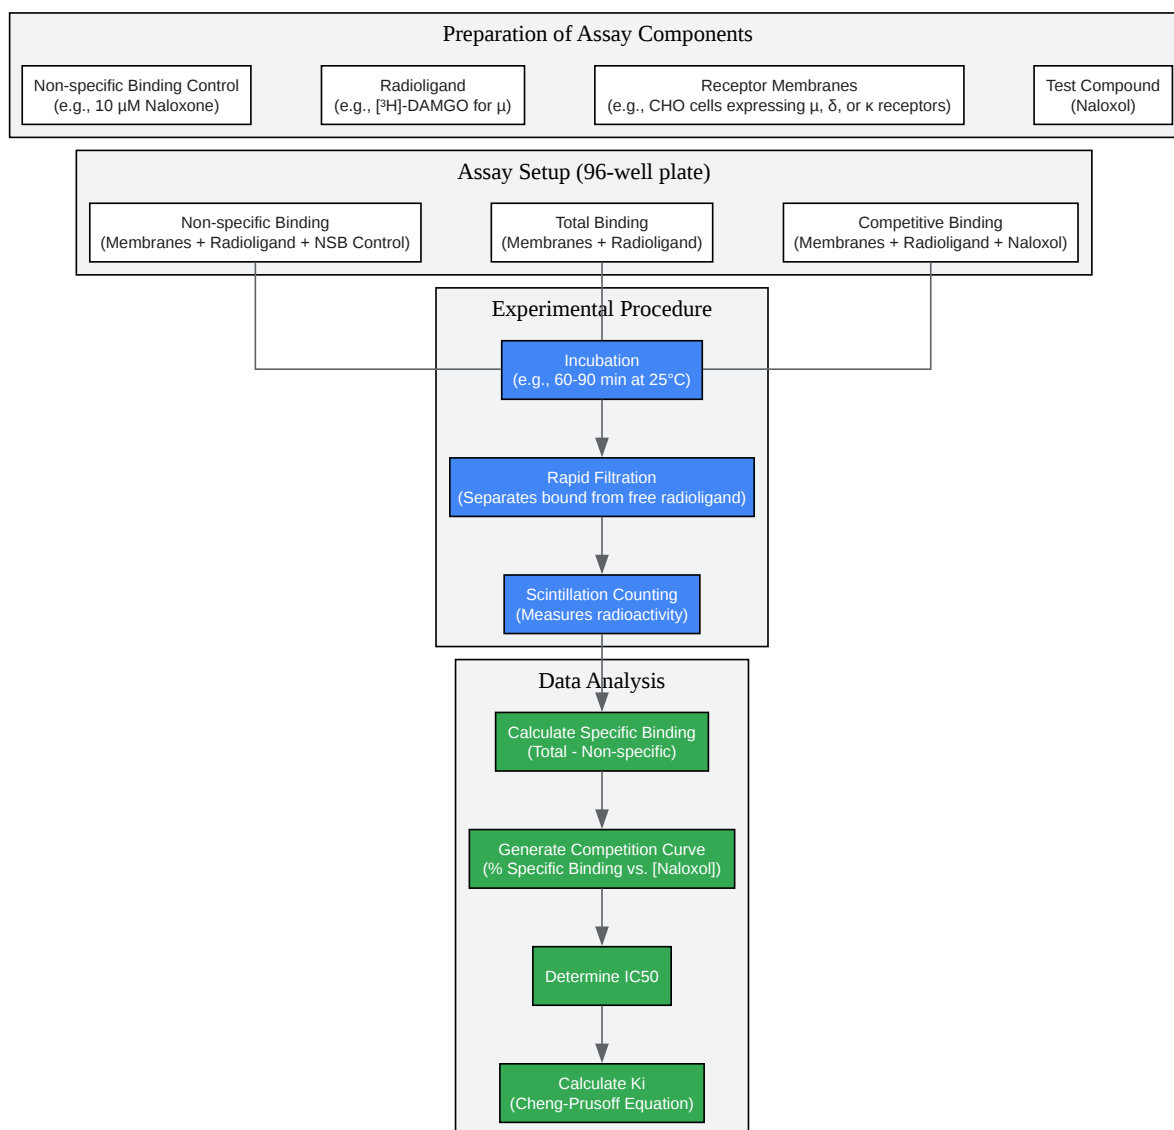 Preparation of Assay Components
Non-specific Binding Control
(e.g., 10 µM Naloxone)
Radioligand
(e.g., [³H]-DAMGO for µ)
Receptor Membranes
(e.g., CHO cells expressing µ, δ, or κ receptors)
Test Compound
(Naloxol)
Assay Setup (96-well plate)
Non-specific Binding
(Membranes + Radioligand + NSB Control)
Total Binding
(Membranes + Radioligand)
Competitive Binding
(Membranes + Radioligand + Naloxol)
Experimental Procedure
Incubation
(e.g., 60-90 min at 25°C)
Rapid Filtration
(Separates bound from free radioligand)
Scintillation Counting
(Measures radioactivity)
Data Analysis
Calculate Specific Binding
(Total - Non-specific)
Generate Competition Curve
(% Specific Binding vs. [Naloxol])
Determine IC50
Calculate Ki
(Cheng-Prusoff Equation)